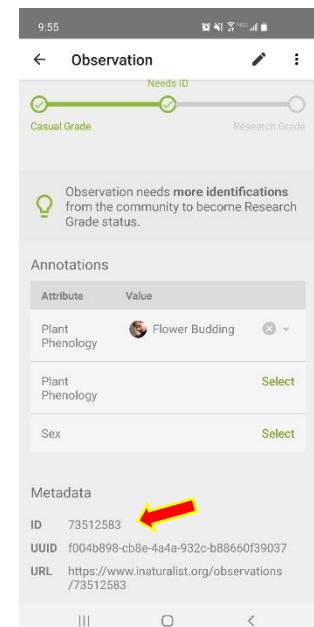 9:55
Observation
Needs ID
Casual Grade Research Grade
Observation needs more identifications
from the community to become Research
Grade status.
Annotations
Attribute Value
Plant Flower Budding
Phenology
Plant Select
Phenology
Sex Select
Metadata
ID 73512583
UUID f004b898-cb8e-4a4a-932c-b88660f39037
URL https://www.inaturalist.org/observations
/73512583